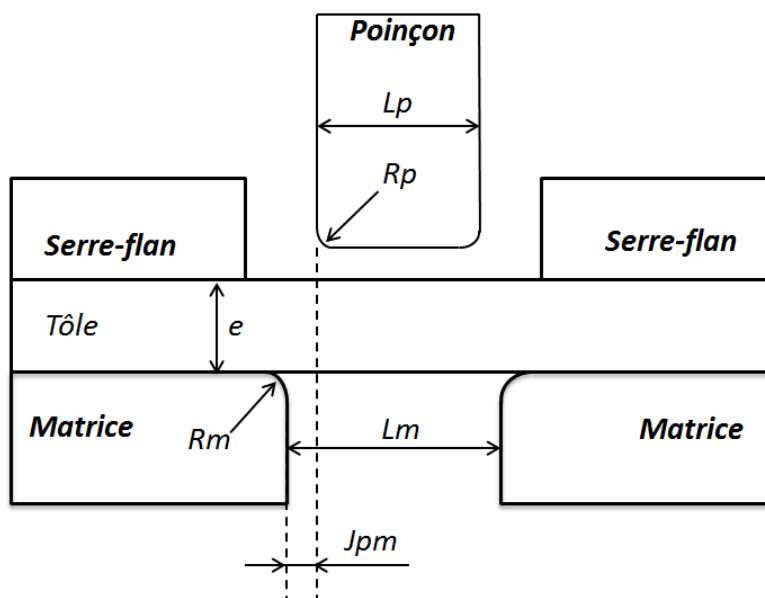 Poinçon
Lp
Rp
Serre-flan
Serre-flan
Tôle
e
Matrice
Rm
Lm
Matrice
Jpm